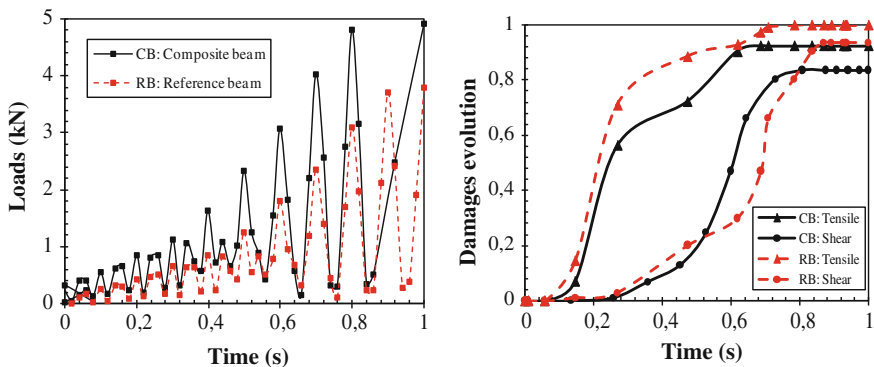 Loads (kN)
5
4
3
2
1
0
CB: Composite beam
RB: Reference beam
0 0,2 0,4 0,6 0,8 1
Time (s)
Damages evolution
1
0,8
0,6
0,4
0,2
0
CB: Tensile
CB: Shear
RB: Tensile
RB: Shear
0 0,2 0,4 0,6 0,8 1
Time (s)